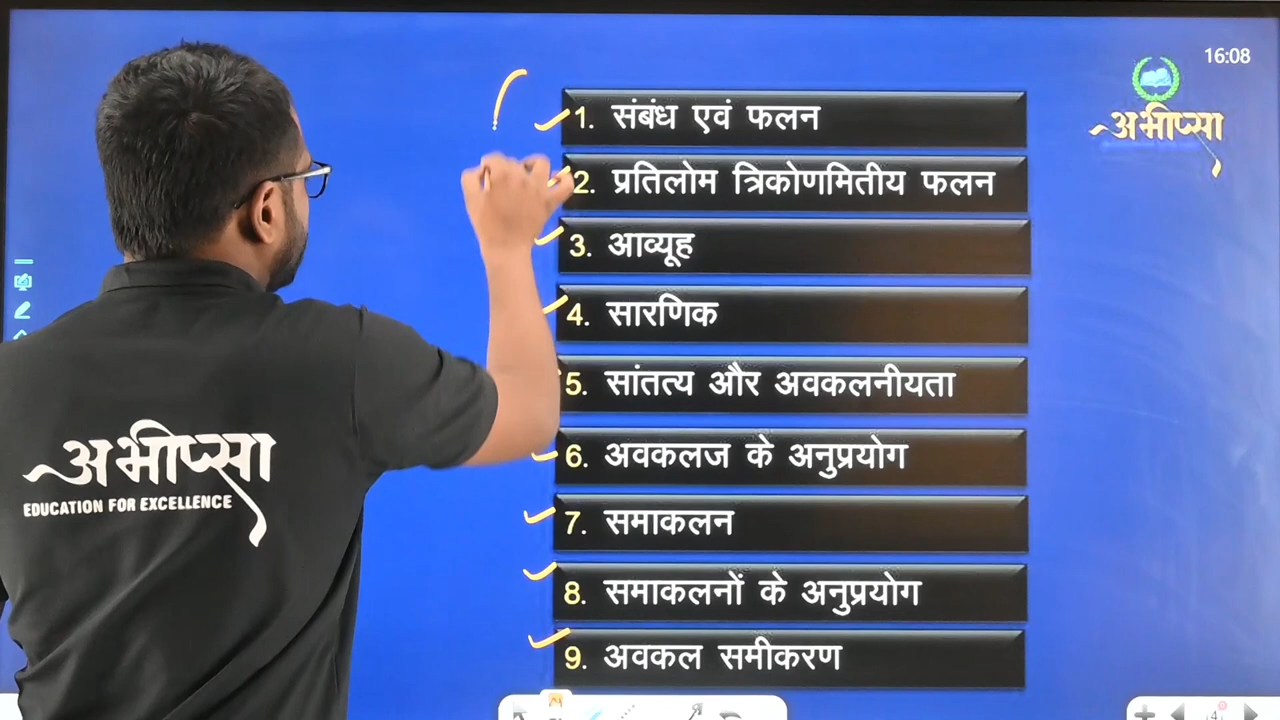 16:08
अभीप्सा
1. संबंध एवं फलन
2. प्रतिलोम त्रिकोणमितीय फलन
3. आव्यूह
4. सारणिक
5. सांतत्य और अवकलनीयता
6. अवकलज के अनुप्रयोग
7. समाकलन
8. समाकलनों के अनुप्रयोग
9. अवकल समीकरण
अभीप्सा
EDUCATION FOR EXCELLENCE